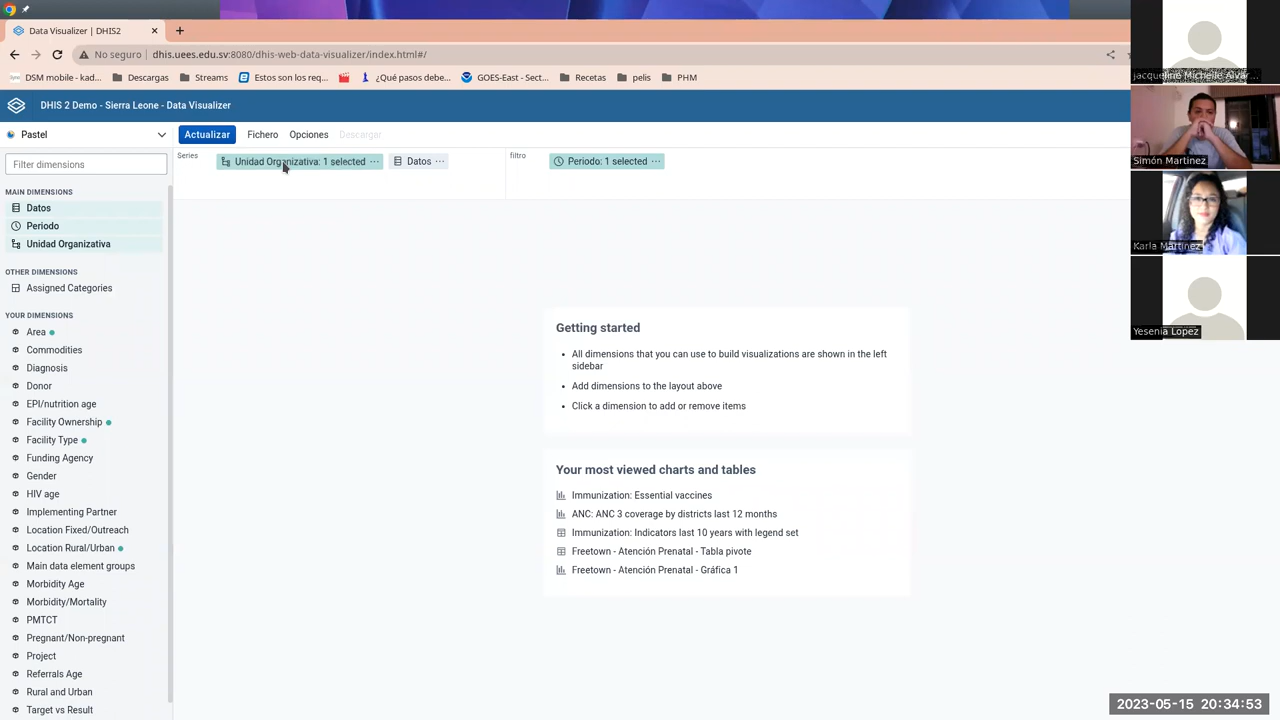 Data Visualizer | DHIS2
No seguro
dhis.uees.edu.sv:8080/dhis-web-data-visualizer/index.html#/
DSM mobile - kad...
Descargas
Streams
Estos son los req...
¿Qué pasos debe...
GOES-East - Sect...
Recetas
pelis
PHM
DHIS 2 Demo - Sierra Leone - Data Visualizer
Pastel
Actualizar
Fichero
Opciones
Descargar
Filter dimensions
Series
Unidad Organizativa: 1 selected
Datos
filtro
Periodo: 1 selected
MAIN DIMENSIONS
Datos
Periodo
Unidad Organizativa
OTHER DIMENSIONS
Assigned Categories
YOUR DIMENSIONS
Area
Commodities
Diagnosis
Donor
EPI/nutrition age
Facility Ownership
Facility Type
Funding Agency
Gender
HIV age
Implementing Partner
Location Fixed/Outreach
Location Rural/Urban
Main data element groups
Morbidity Age
Morbidity/Mortality
PMTCT
Pregnant/Non-pregnant
Project
Referrals Age
Rural and Urban
Target vs Result
Getting started
All dimensions that you can use to build visualizations are shown in the left
sidebar
Add dimensions to the layout above
Click a dimension to add or remove items
Your most viewed charts and tables
Immunization: Essential vaccines
ANC: ANC 3 coverage by districts last 12 months
Immunization: Indicators last 10 years with legend set
Freetown - Atención Prenatal - Tabla pivote
Freetown - Atención Prenatal - Gráfica 1
jacqueline Michelle Alvar...
Simón Martinez
Karla Martinez
Yesenia Lopez
2023-05-15 20:34:53